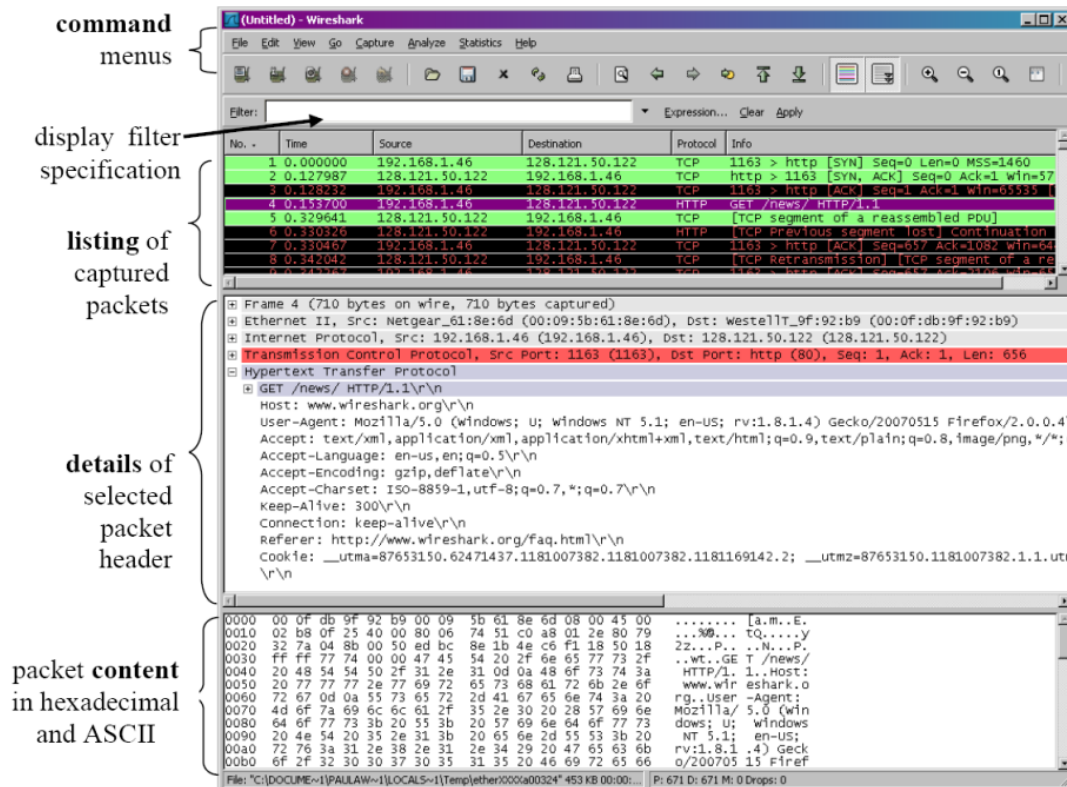 command
menus
display filter
specification
listing of
captured
packets
details of
selected
packet
header
packet content
in hexadecimal
and ASCII
(Untitled) - Wireshark
File Edit View Go Capture Analyze Statistics Help
Filter: Expression... Clear Apply
No. Time Source Destination Protocol Info
1 0.000000 192.168.1.46 128.121.50.122 TCP 1163 > http [SYN] Seq=0 Len=0 MSS=1460
2 0.127987 128.121.50.122 192.168.1.46 TCP http > 1163 [SYN, ACK] Seq=0 Ack=1 Win=57
3 0.128232 192.168.1.46 128.121.50.122 TCP 1163 > http [ACK] Seq=1 Ack=1 Win=65535 [
4 0.153700 192.168.1.46 128.121.50.122 HTTP GET /news/ HTTP/1.1
5 0.329641 128.121.50.122 192.168.1.46 TCP [TCP segment of a reassembled PDU]
6 0.330326 128.121.50.122 192.168.1.46 HTTP [TCP Previous segment lost] Continuation
7 0.330467 192.168.1.46 128.121.50.122 TCP 1163 > http [ACK] Seq=657 Ack=1082 Win=64
8 0.342042 128.121.50.122 192.168.1.46 TCP [TCP Retransmission] [TCP segment of a re
Frame 4 (710 bytes on wire, 710 bytes captured)
Ethernet II, Src: Netgear_61:8e:6d (00:09:5b:61:8e:6d), Dst: WestellT_9f:92:b9 (00:0f:db:9f:92:b9)
Internet Protocol, Src: 192.168.1.46 (192.168.1.46), Dst: 128.121.50.122 (128.121.50.122)
Transmission Control Protocol, Src Port: 1163 (1163), Dst Port: http (80), Seq: 1, Ack: 1, Len: 656
Hypertext Transfer Protocol
GET /news/ HTTP/1.1\r\n
Host: www.wireshark.org\r\n
User-Agent: Mozilla/5.0 (Windows; U; Windows NT 5.1; en-US; rv:1.8.1.4) Gecko/20070515 Firefox/2.0.0.4
Accept: text/xml,application/xml,application/xhtml+xml,text/html;q=0.9,text/plain;q=0.8,image/png,*/*;
Accept-Language: en-us,en;q=0.5\r\n
Accept-Encoding: gzip,deflate\r\n
Accept-Charset: ISO-8859-1,utf-8;q=0.7,*;q=0.7\r\n
Keep-Alive: 300\r\n
Connection: keep-alive\r\n
Referer: http://www.wireshark.org/faq.html\r\n
Cookie: __utma=87653150.62471437.1181007382.1181007382.1181169142.2; __utmz=87653150.1181007382.1.1.utm
\r\n
0000 00 0f db 9f 92 b9 00 09 5b 61 8e 6d 08 00 45 00 ........ [a.m..E.
0010 02 b8 0f 25 40 00 80 06 74 51 c0 a8 01 2e 80 79 ...%@... tQ.....y
0020 32 7a 04 8b 00 50 ed bc 8e 1b 4e c6 f1 18 50 18 2z...P.. ..N...P.
0030 ff ff 77 74 00 00 47 45 54 20 2f 6e 65 77 73 2f ..wt..GE T /news/
0040 20 48 54 54 50 2f 31 2e 31 0d 0a 48 6f 73 74 3a HTTP/1. 1..Host:
0050 20 77 77 77 2e 77 69 72 65 73 68 61 72 6b 2e 6f www.wir eshark.o
0060 72 67 0d 0a 55 73 65 72 2d 41 67 65 6e 74 3a 20 rg..User -Agent:
0070 4d 6f 7a 69 6c 6c 61 2f 35 2e 30 20 28 57 69 6e Mozilla/ 5.0 (Win
0080 64 6f 77 73 3b 20 55 3b 20 57 69 6e 64 6f 77 73 dows; U; Windows
0090 20 4e 54 20 35 2e 31 3b 20 65 6e 2d 55 53 3b 20 NT 5.1; en-US;
00a0 72 76 3a 31 2e 38 2e 31 2e 34 29 20 47 65 63 6b rv:1.8.1 .4) Geck
00b0 6f 2f 32 30 30 37 30 35 31 35 20 46 69 72 65 66 o/200705 15 Firef
File: "C:\DOCUME~1\PAULAW~1\LOCALS~1\Temp\etherXXXXa00324" 453 KB 00:00:... P: 671 D: 671 M: 0 Drops: 0